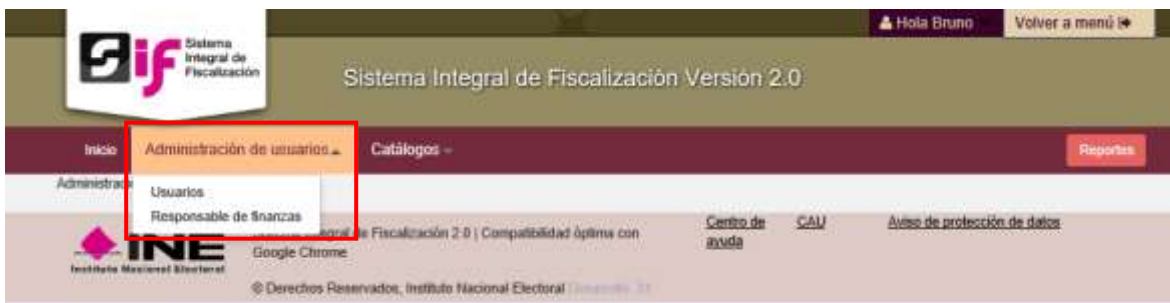 Hola Bruno
Volver a menú
Sif Sistema Integral de Fiscalización
Sistema Integral de Fiscalización Versión 2.0
Inicio
Administración de usuarios
Catálogos
Reportes
Usuarios
Responsable de finanzas
INE
Instituto Nacional Electoral
de Fiscalización 2.0 | Compatibilidad óptima con
Google Chrome
© Derechos Reservados, Instituto Nacional Electoral
Centro de
ayuda
CAU
Aviso de protección de datos